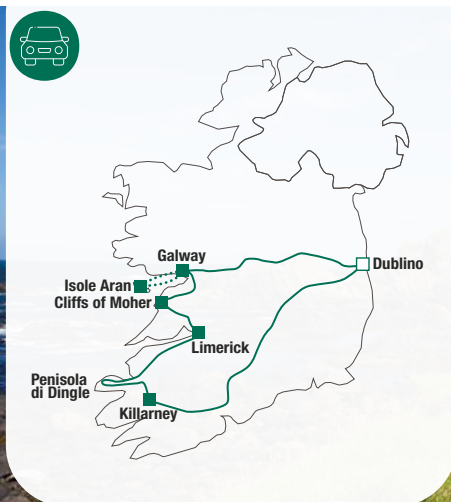 Galway
Dublino
Isole Aran
Cliffs of Moher
Limerick
Penisola
di Dingle
Killarney